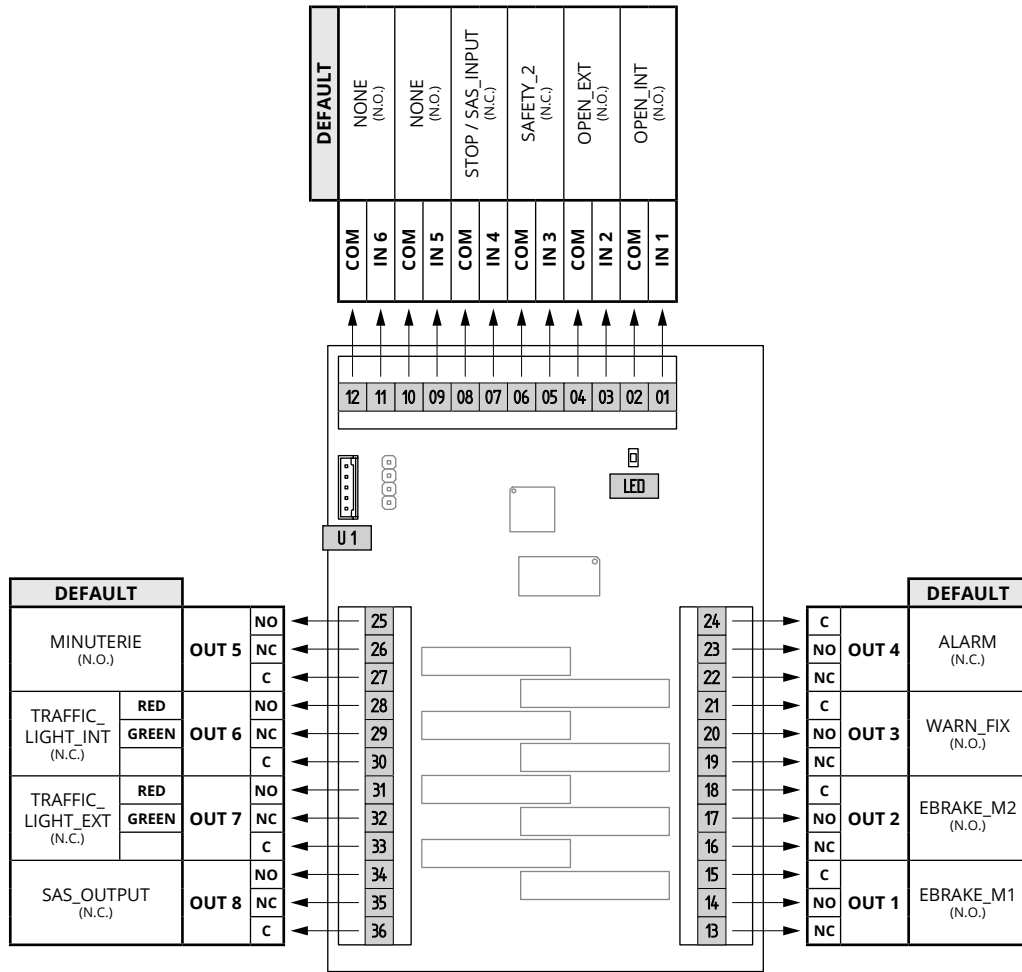 DEFAULT
NONE
(N.O.)
NONE
(N.O.)
STOP / SAS_INPUT
(N.C.)
SAFETY_2
(N.C.)
OPEN_EXT
(N.O.)
OPEN_INT
(N.O.)
COM
IN 6
COM
IN 5
COM
IN 4
COM
IN 3
COM
IN 2
COM
IN 1
12 11 10 09 08 07 06 05 04 03 02 01
LED
U 1
DEFAULT
MINUTERIE
(N.O.)
OUT 5
NO
NC
C
25
26
27
TRAFFIC_
LIGHT_INT
(N.C.)
RED
GREEN
OUT 6
NO
NC
C
28
29
30
TRAFFIC_
LIGHT_EXT
(N.C.)
RED
GREEN
OUT 7
NO
NC
C
31
32
33
SAS_OUTPUT
(N.C.)
OUT 8
NO
NC
C
34
35
36
DEFAULT
24
23
22
C
NO
NC
OUT 4
ALARM
(N.C.)
21
20
19
C
NO
NC
OUT 3
WARN_FIX
(N.O.)
18
17
16
C
NO
NC
OUT 2
EBRAKE_M2
(N.O.)
15
14
13
C
NO
NC
OUT 1
EBRAKE_M1
(N.O.)